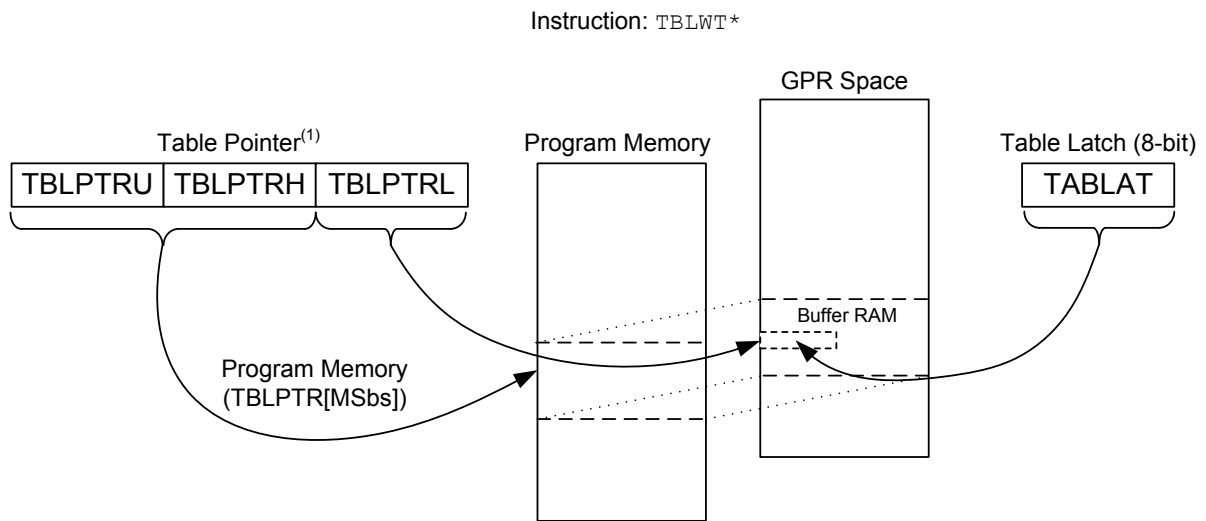 Instruction: TBLWT*
GPR Space
Table Pointer(1)
Program Memory
Table Latch (8-bit)
TBLPTRU TBLPTRH TBLPTRL
TABLAT
Buffer RAM
Program Memory
(TBLPTR[MSbs])